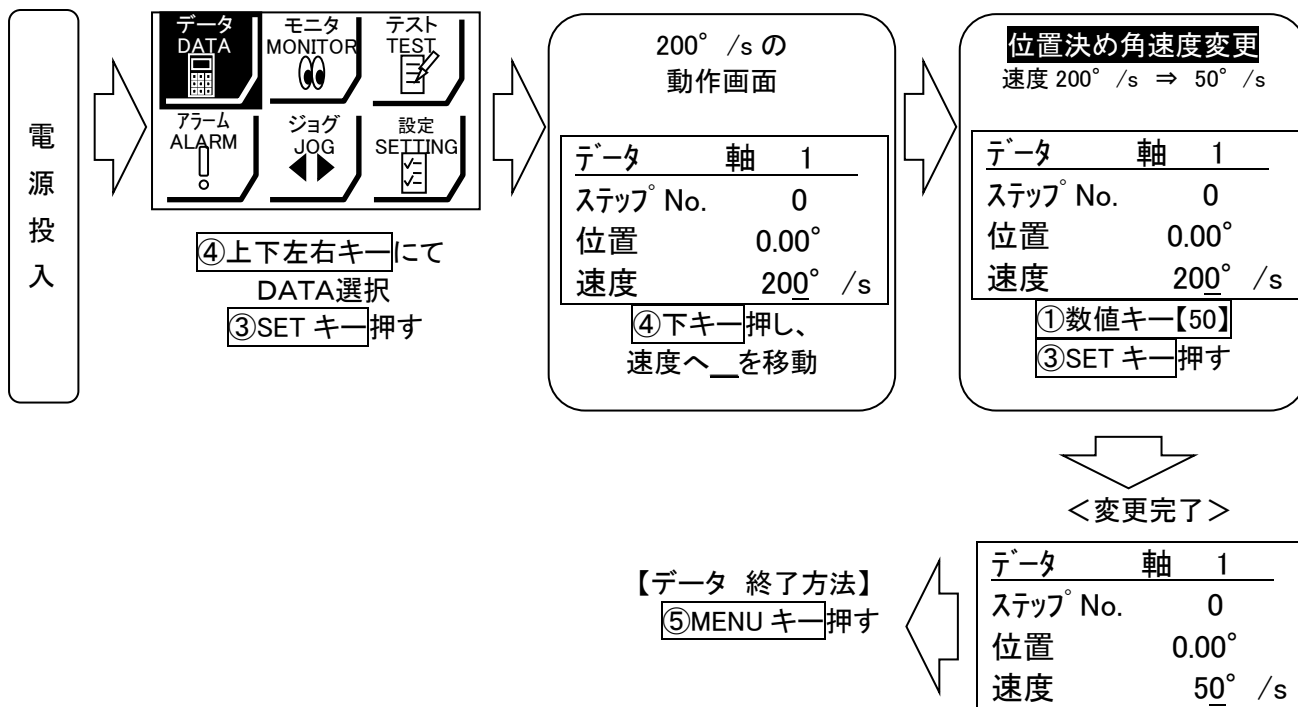 電源投入
データ
DATA
モニタ
MONITOR
テスト
TEST
アラーム
ALARM
ジョグ
JOG
設定
SETTING
④上下左右キーにて
DATA選択
③SET キー押す
200° /s の
動作画面
データ 軸 1
ステップ No. 0
位置 0.00°
速度 200° /s
④下キー押し、
速度へ__を移動
位置決め角速度変更
速度 200° /s ⇒ 50° /s
データ 軸 1
ステップ No. 0
位置 0.00°
速度 200° /s
①数値キー【50】
③SET キー押す
<変更完了>
データ 軸 1
ステップ No. 0
位置 0.00°
速度 50° /s
【データ 終了方法】
⑤MENU キー押す